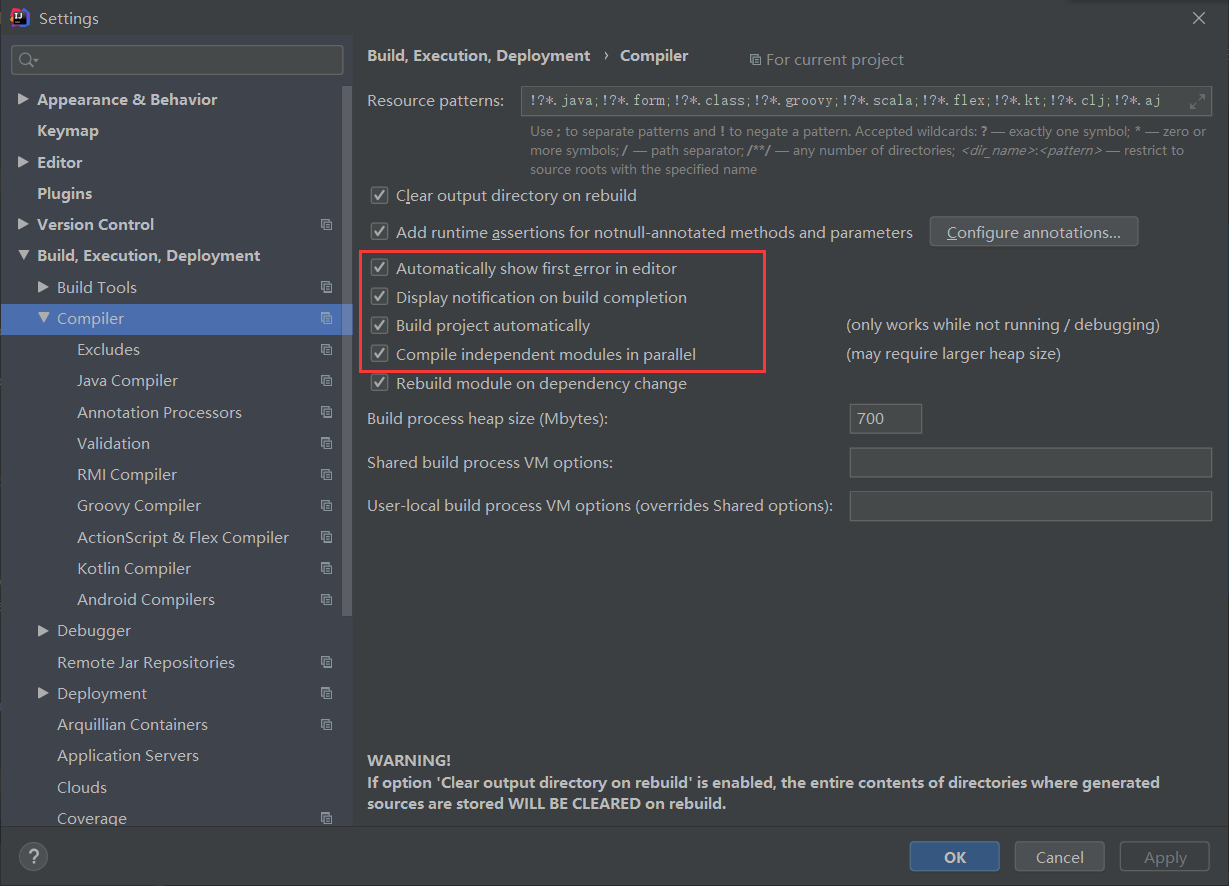 Settings
Appearance & Behavior
Keymap
Editor
Plugins
Version Control
Build, Execution, Deployment
Build Tools
Compiler
Excludes
Java Compiler
Annotation Processors
Validation
RMI Compiler
Groovy Compiler
ActionScript & Flex Compiler
Kotlin Compiler
Android Compilers
Debugger
Remote Jar Repositories
Deployment
Arquillian Containers
Application Servers
Clouds
Coverage
?
Build, Execution, Deployment › Compiler For current project
Resource patterns: !?*.java;!?*.form;!?*.class;!?*.groovy;!?*.scala;!?*.flex;!?*.kt;!?*.clj;!?*.aj
Use ; to separate patterns and ! to negate a pattern. Accepted wildcards: ? — exactly one symbol; * — zero or
more symbols; / — path separator; /**/ — any number of directories; <dir_name>:<pattern> — restrict to
source roots with the specified name
Clear output directory on rebuild
Add runtime assertions for notnull-annotated methods and parameters Configure annotations...
Automatically show first error in editor
Display notification on build completion
Build project automatically (only works while not running / debugging)
Compile independent modules in parallel (may require larger heap size)
Rebuild module on dependency change
Build process heap size (Mbytes): 700
Shared build process VM options:
User-local build process VM options (overrides Shared options):
WARNING!
If option 'Clear output directory on rebuild' is enabled, the entire contents of directories where generated
sources are stored WILL BE CLEARED on rebuild.
OK Cancel Apply